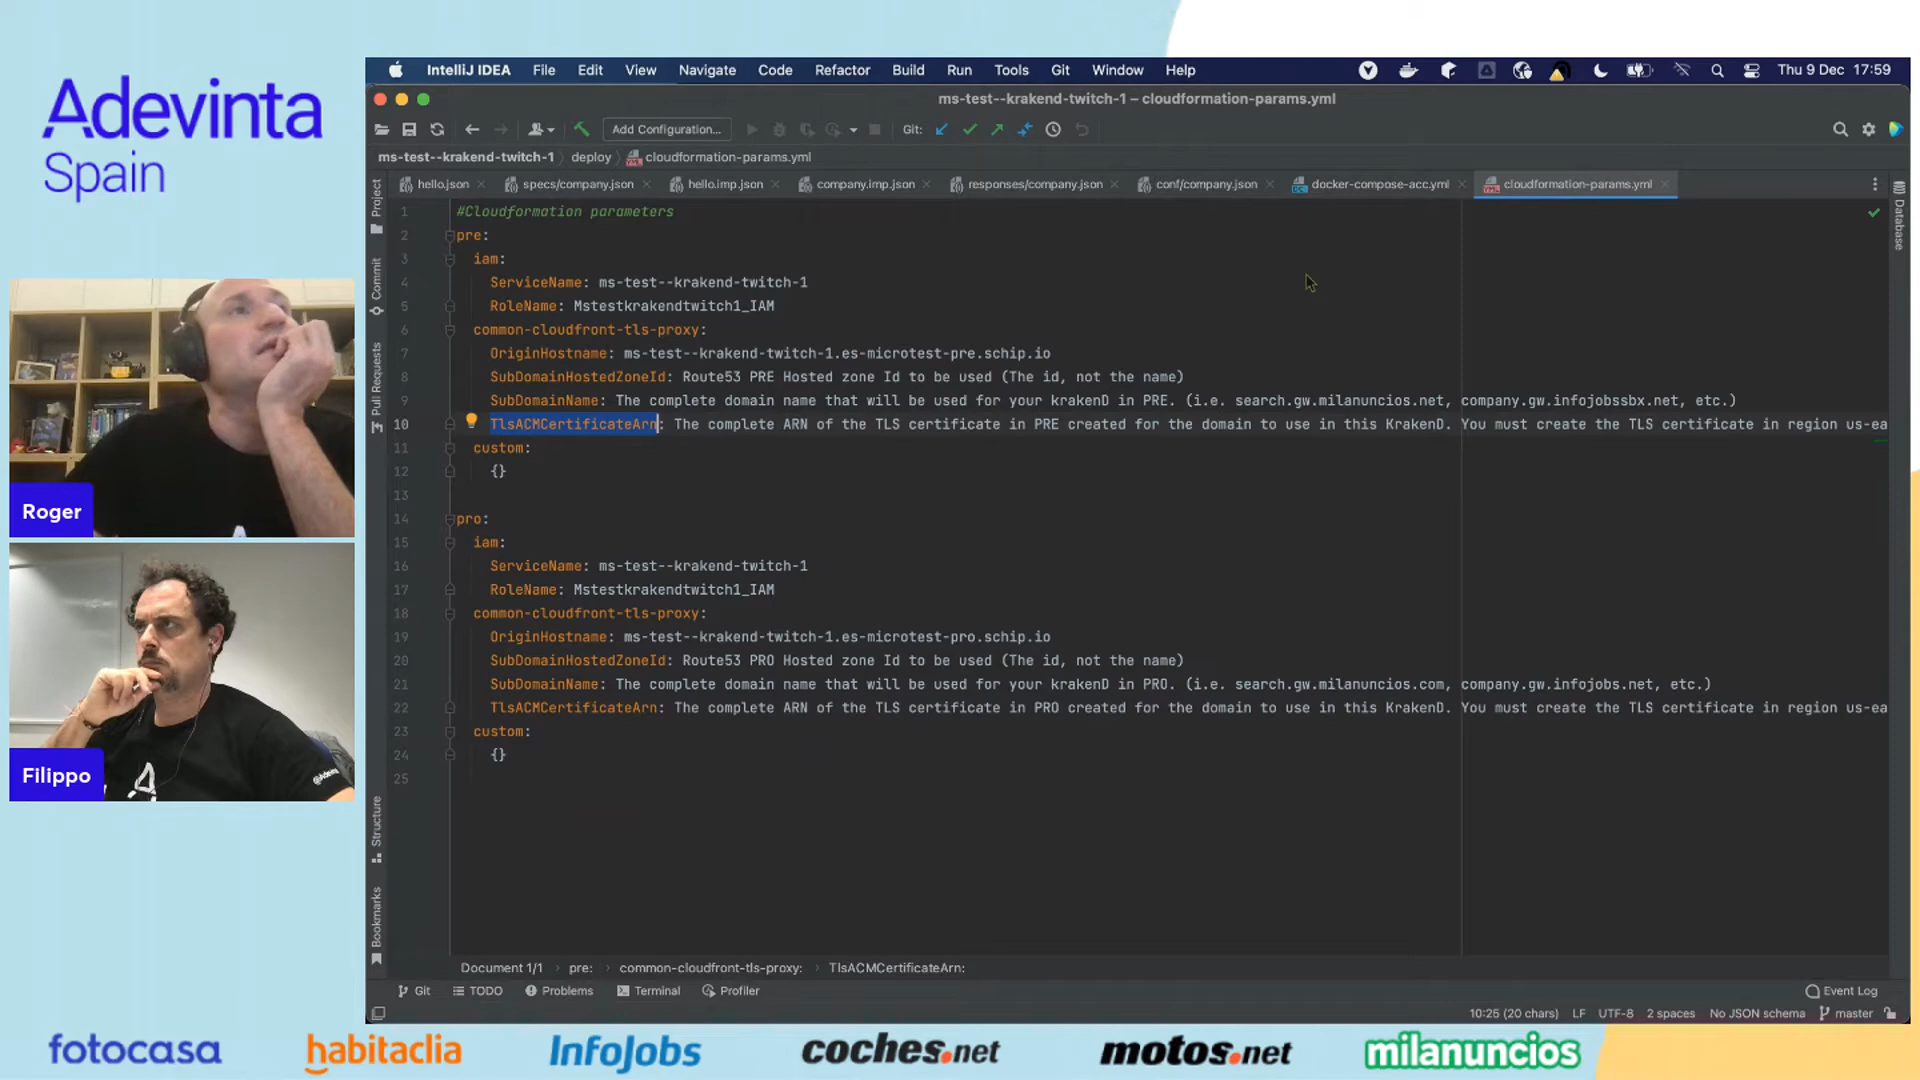 Adevinta
Spain
IntelliJ IDEA File Edit View Navigate Code Refactor Build Run Tools Git Window Help Thu 9 Dec 17:59
ms-test--krakend-twitch-1 – cloudformation-params.yml
Add Configuration... Git:
ms-test--krakend-twitch-1 deploy cloudformation-params.yml
hello.json specs/company.json hello.imp.json company.imp.json responses/company.json conf/company.json docker-compose-acc.yml cloudformation-params.yml
Project
Commit
Pull Requests
Structure
Bookmarks
Database
1 #Cloudformation parameters
2 pre:
3 iam:
4 ServiceName: ms-test--krakend-twitch-1
5 RoleName: Mstestkrakendtwitch1_IAM
6 common-cloudfront-tls-proxy:
7 OriginHostname: ms-test--krakend-twitch-1.es-microtest-pre.schip.io
8 SubDomainHostedZoneId: Route53 PRE Hosted zone Id to be used (The id, not the name)
9 SubDomainName: The complete domain name that will be used for your krakenD in PRE. (i.e. search.gw.milanuncios.net, company.gw.infojobssbx.net, etc.)
10 TlsACMCertificateArn: The complete ARN of the TLS certificate in PRE created for the domain to use in this KrakenD. You must create the TLS certificate in region us-ea
11 custom:
12 {}
13
14 pro:
15 iam:
16 ServiceName: ms-test--krakend-twitch-1
17 RoleName: Mstestkrakendtwitch1_IAM
18 common-cloudfront-tls-proxy:
19 OriginHostname: ms-test--krakend-twitch-1.es-microtest-pro.schip.io
20 SubDomainHostedZoneId: Route53 PRO Hosted zone Id to be used (The id, not the name)
21 SubDomainName: The complete domain name that will be used for your krakenD in PRO. (i.e. search.gw.milanuncios.com, company.gw.infojobs.net, etc.)
22 TlsACMCertificateArn: The complete ARN of the TLS certificate in PRO created for the domain to use in this KrakenD. You must create the TLS certificate in region us-ea
23 custom:
24 {}
25
Document 1/1 pre: common-cloudfront-tls-proxy: TlsACMCertificateArn:
Git TODO Problems Terminal Profiler Event Log
10:25 (20 chars) LF UTF-8 2 spaces No JSON schema master
Roger
Filippo
fotocasa habitaclia InfoJobs coches.net motos.net milanuncios